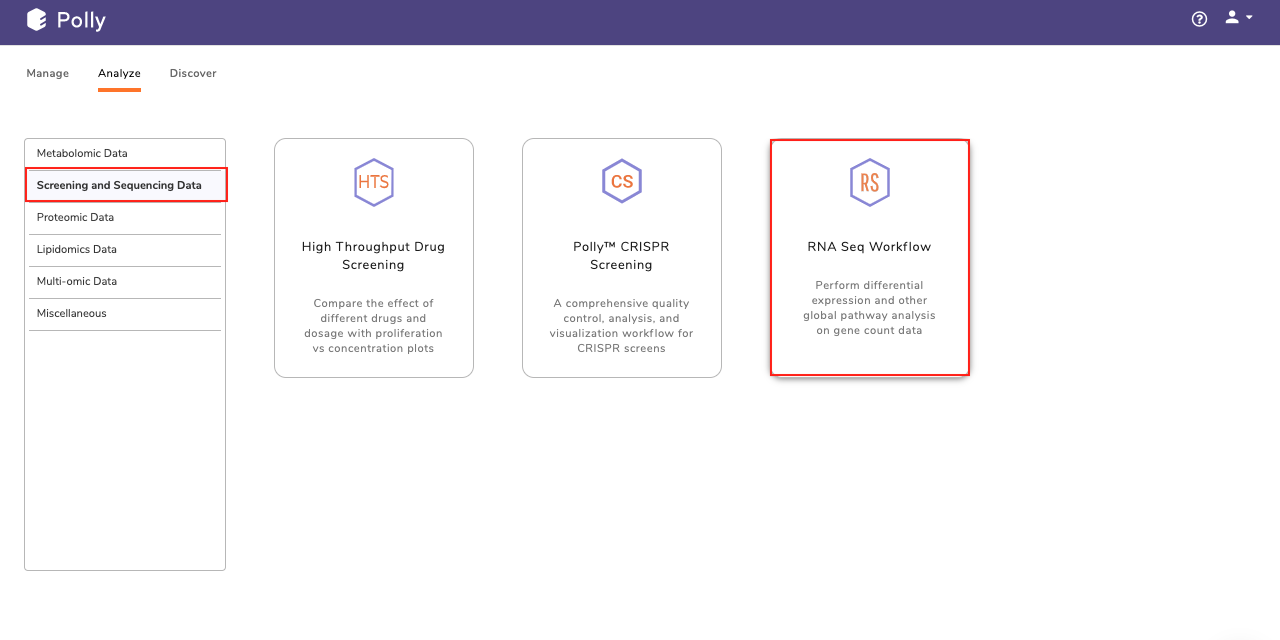 Polly
Manage
Analyze
Discover
Metabolomic Data
Screening and Sequencing Data
Proteomic Data
Lipidomics Data
Multi-omic Data
Miscellaneous
HTS
High Throughput Drug
Screening
Compare the effect of
different drugs and
dosage with proliferation
vs concentration plots
CS
Polly™ CRISPR
Screening
A comprehensive quality
control, analysis, and
visualization workflow for
CRISPR screens
RS
RNA Seq Workflow
Perform differential
expression and other
global pathway analysis
on gene count data